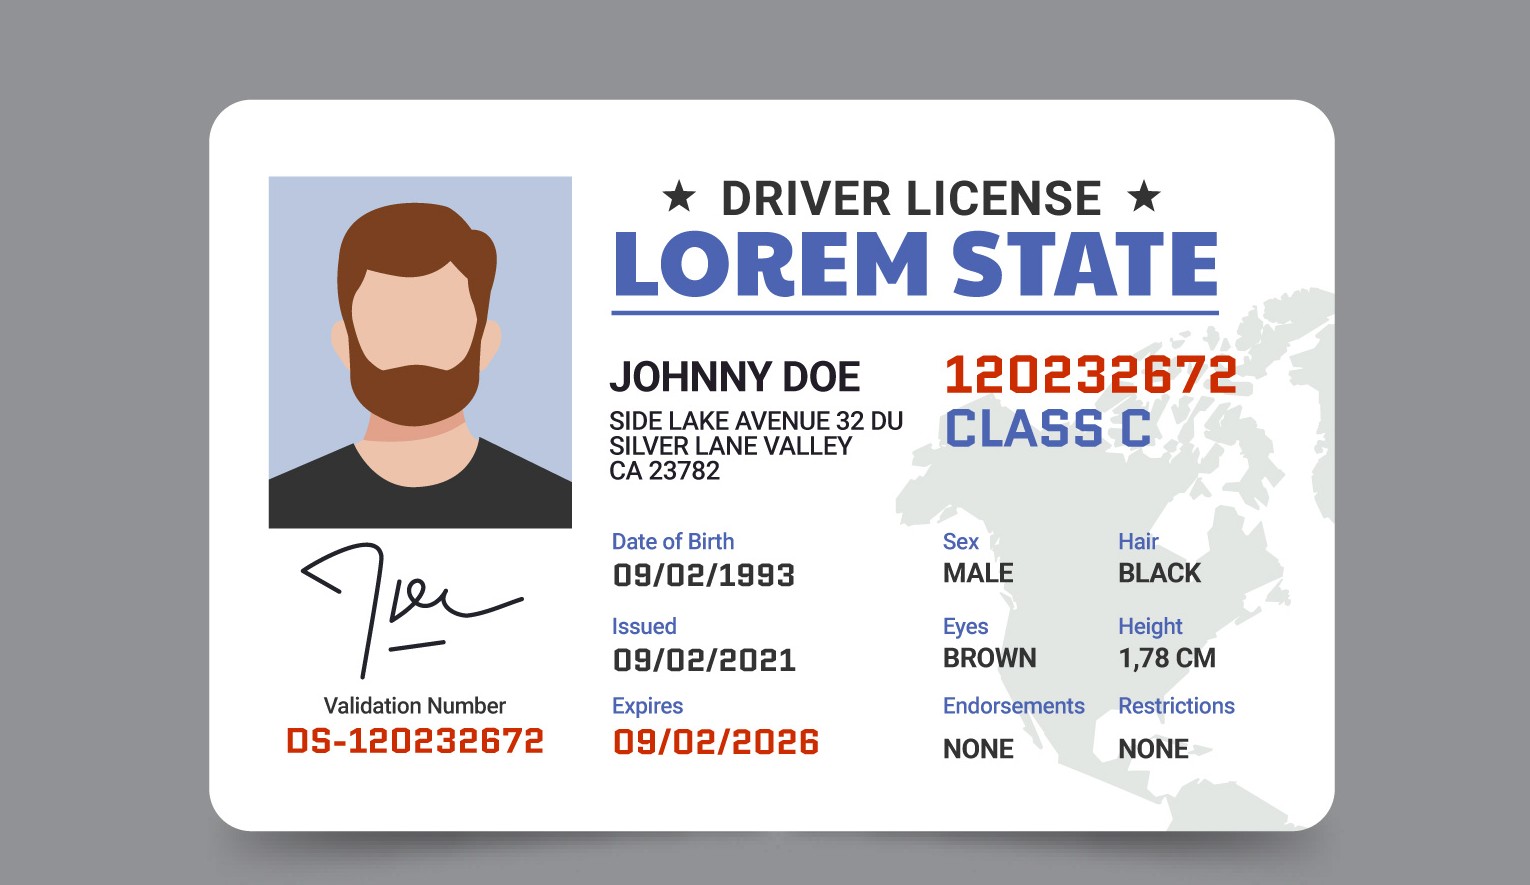 ★ DRIVER LICENSE ★
LOREM STATE
JOHNNY DOE
SIDE LAKE AVENUE 32 DU
SILVER LANE VALLEY
CA 23782
120232672
CLASS C
Date of Birth
09/02/1993
Issued
09/02/2021
Expires
09/02/2026
Sex
MALE
Hair
BLACK
Eyes
BROWN
Height
1,78 CM
Endorsements
NONE
Restrictions
NONE
Validation Number
DS-120232672